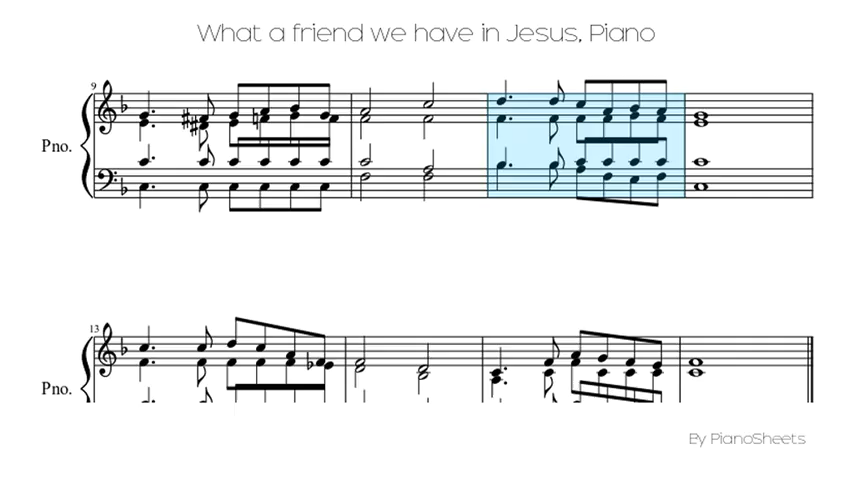 What a friend we have in Jesus, Piano
9
Pno.
13
Pno.
By PianoSheets